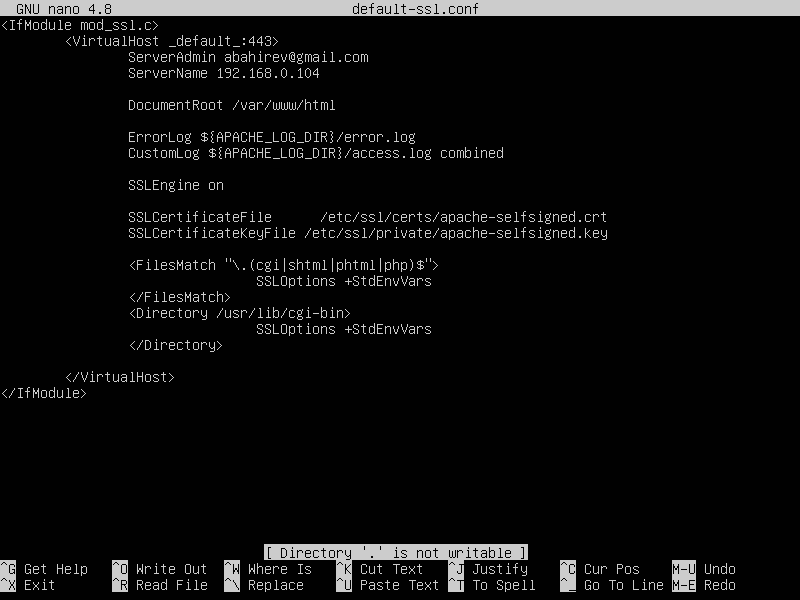 GNU nano 4.8 default-ssl.conf
<IfModule mod_ssl.c>
<VirtualHost _default_:443>
ServerAdmin abahirev@gmail.com
ServerName 192.168.0.104
DocumentRoot /var/www/html
ErrorLog ${APACHE_LOG_DIR}/error.log
CustomLog ${APACHE_LOG_DIR}/access.log combined
SSLEngine on
SSLCertificateFile /etc/ssl/certs/apache-selfsigned.crt
SSLCertificateKeyFile /etc/ssl/private/apache-selfsigned.key
<FilesMatch "\.(cgi|shtml|phtml|php)$">
SSLOptions +StdEnvVars
</FilesMatch>
<Directory /usr/lib/cgi-bin>
SSLOptions +StdEnvVars
</Directory>
</VirtualHost>
</IfModule>
[ Directory '.' is not writable ]
^G Get Help ^O Write Out ^W Where Is ^K Cut Text ^J Justify ^C Cur Pos M-U Undo
^X Exit ^R Read File ^\ Replace ^U Paste Text ^T To Spell ^_ Go To Line M-E Redo